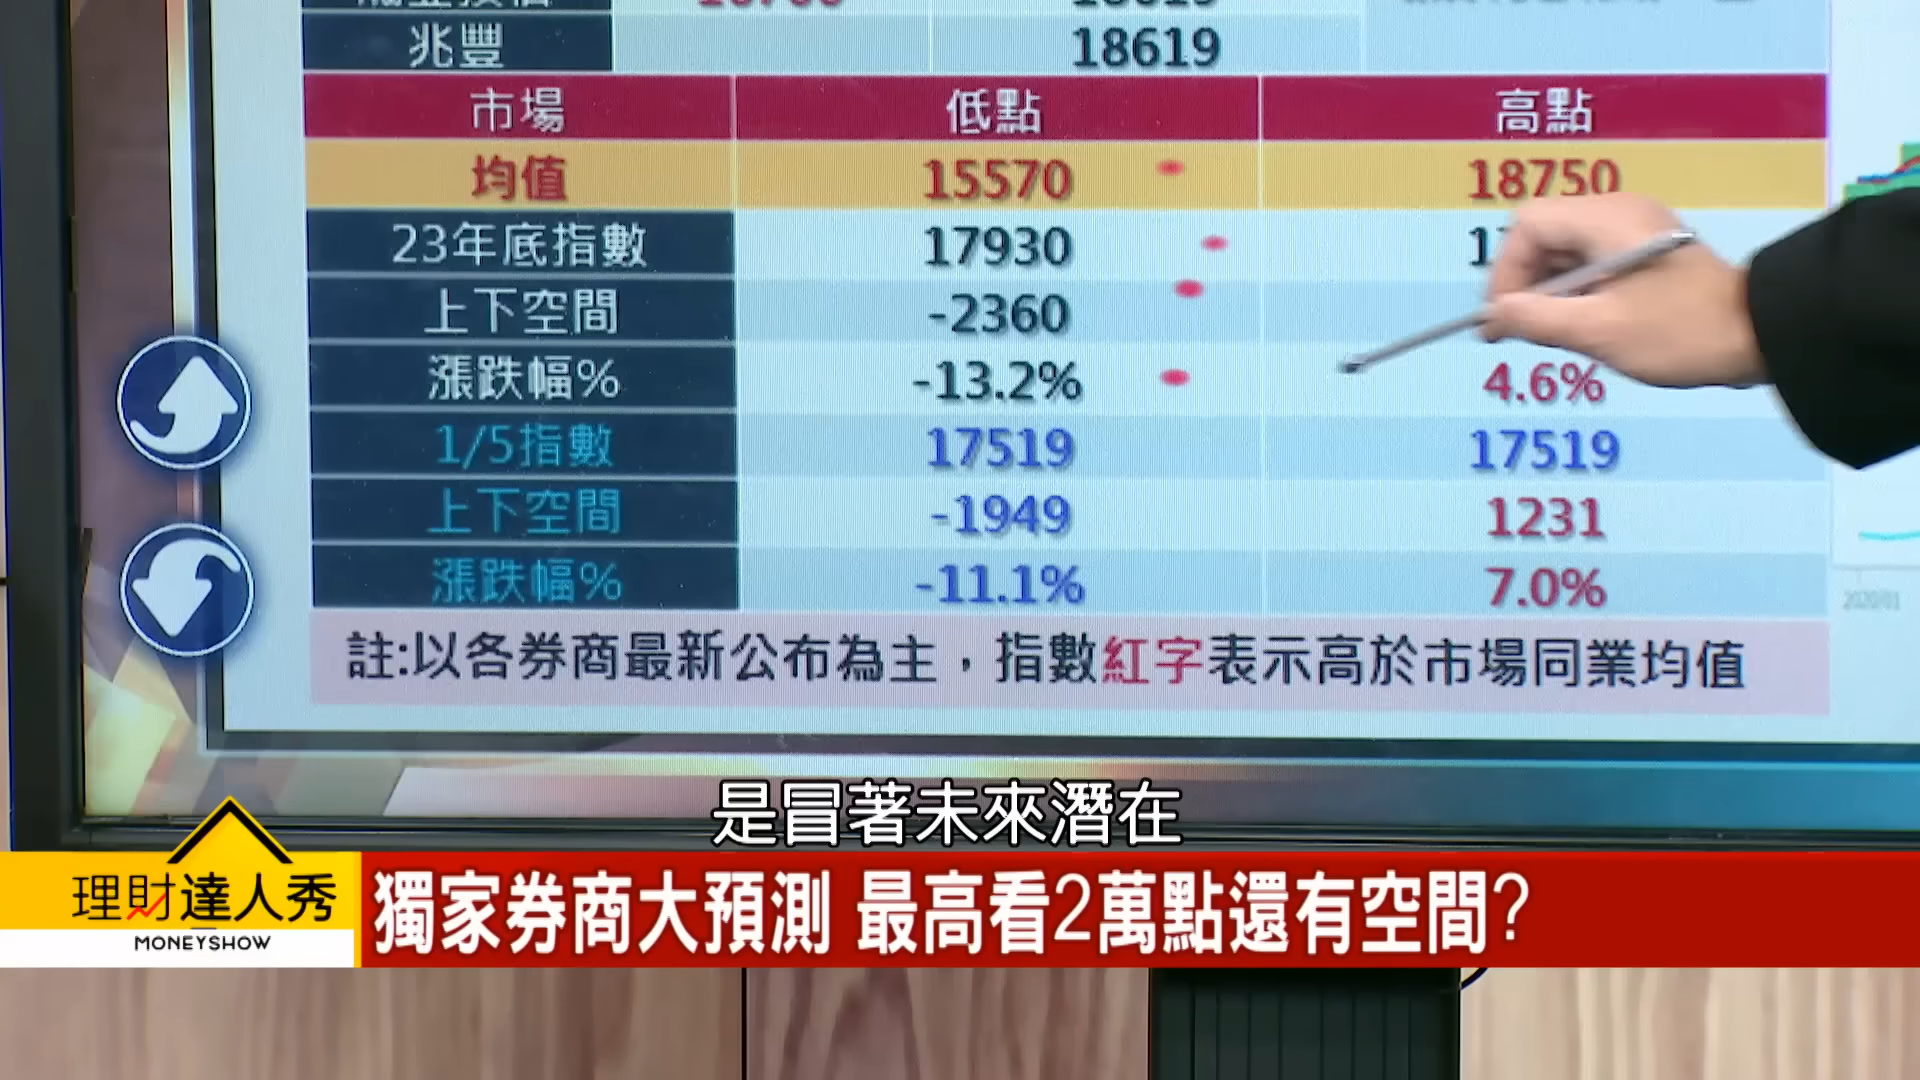 兆豐 18619
市場 低點 高點
均值 15570 18750
23年底指數 17930
上下空間 -2360
漲跌幅% -13.2% 4.6%
1/5指數 17519 17519
上下空間 -1949 1231
漲跌幅% -11.1% 7.0%
註:以各券商最新公布為主，指數紅字表示高於市場同業均值
2020/01
是冒著未來潛在
理財達人秀
MONEYSHOW
獨家券商大預測 最高看2萬點還有空間?